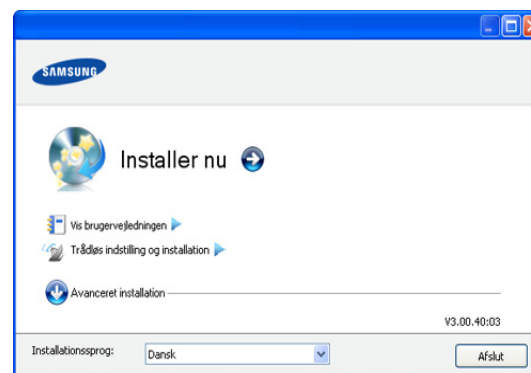 SAMSUNG
Installer nu
Vis brugervejledningen
Trådløs indstilling og installation
Avanceret installation
V3.00.40:03
Installationssprog: Dansk Afslut